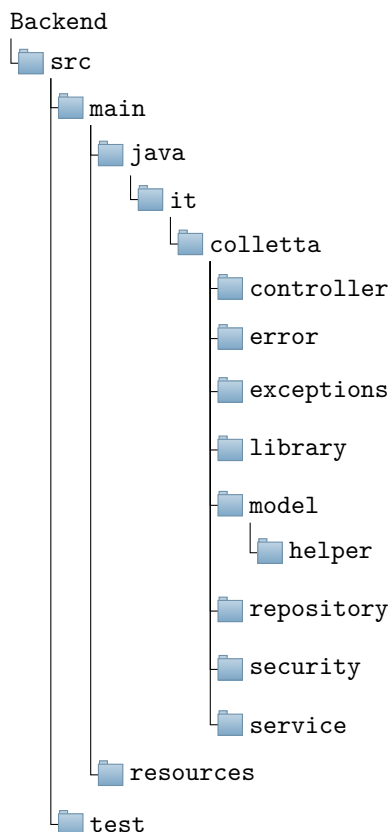 Backend
src
main
java
it
colletta
controller
error
exceptions
library
model
helper
repository
security
service
resources
test